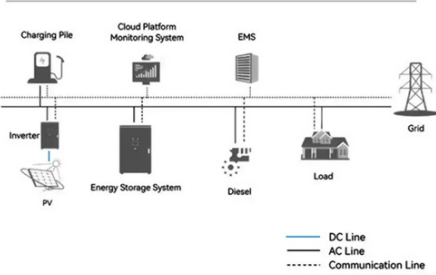 Charging Pile
Cloud Platform
Monitoring System
EMS
Grid
Inverter
PV
Energy Storage System
Diesel
Load
DC Line
AC Line
Communication Line